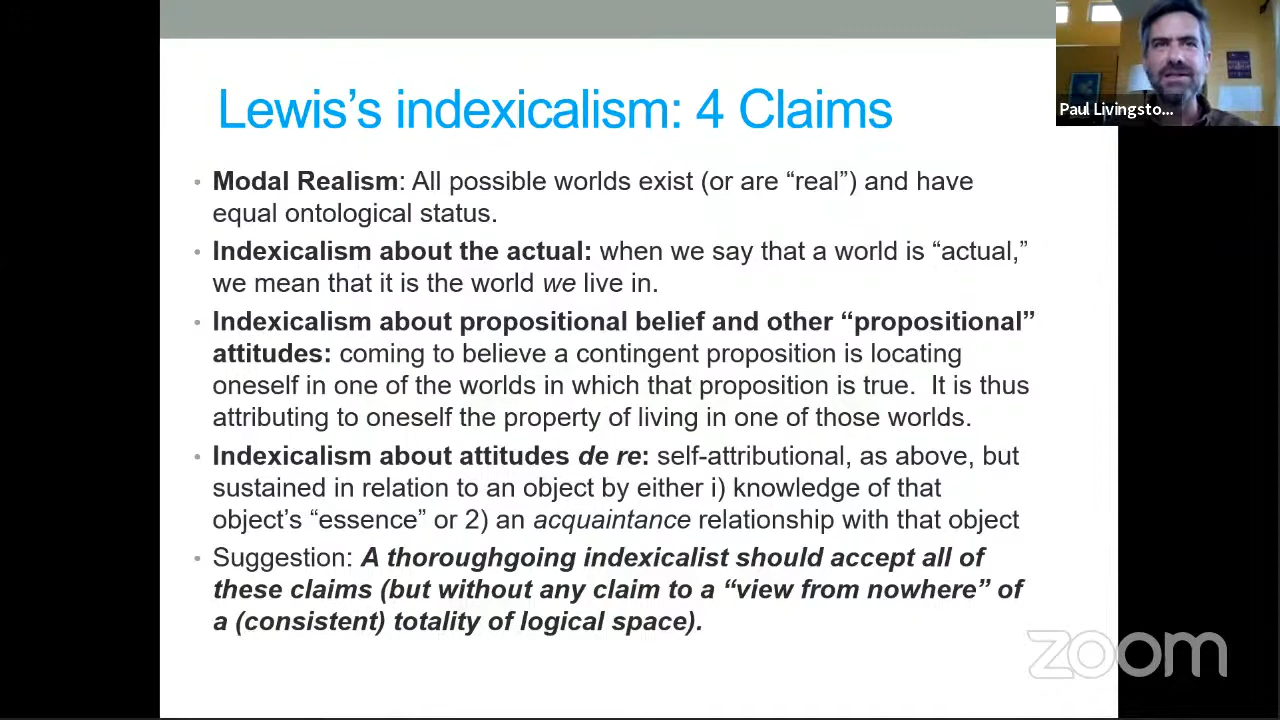 Lewis’s indexicalism: 4 Claims
Paul Livingsto...
• Modal Realism: All possible worlds exist (or are “real”) and have
equal ontological status.
• Indexicalism about the actual: when we say that a world is “actual,”
we mean that it is the world we live in.
• Indexicalism about propositional belief and other “propositional”
attitudes: coming to believe a contingent proposition is locating
oneself in one of the worlds in which that proposition is true. It is thus
attributing to oneself the property of living in one of those worlds.
• Indexicalism about attitudes de re: self-attributional, as above, but
sustained in relation to an object by either i) knowledge of that
object’s “essence” or 2) an acquaintance relationship with that object
• Suggestion: A thoroughgoing indexicalist should accept all of
these claims (but without any claim to a “view from nowhere” of
a (consistent) totality of logical space).
zoom